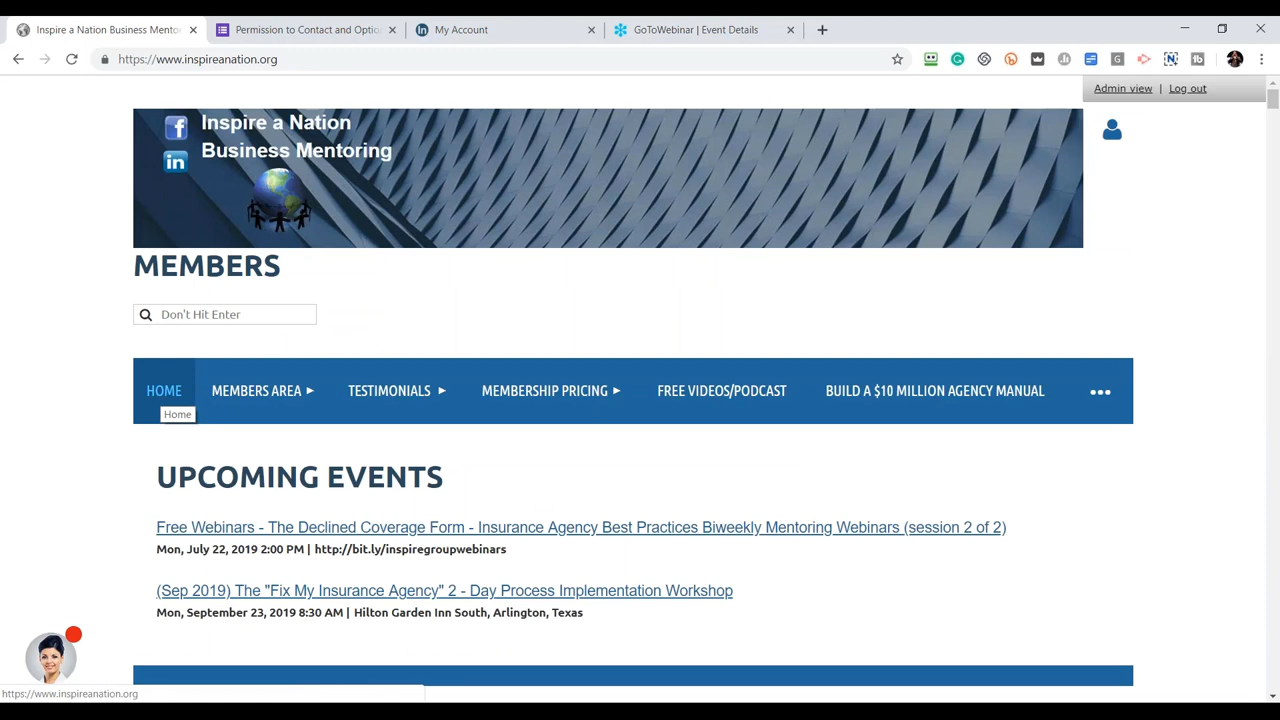 Inspire a Nation Business Mento
Permission to Contact and Optio
My Account
GoToWebinar | Event Details
https://www.inspireanation.org
Admin view | Log out
Inspire a Nation
Business Mentoring
MEMBERS
Don't Hit Enter
HOME MEMBERS AREA TESTIMONIALS MEMBERSHIP PRICING FREE VIDEOS/PODCAST BUILD A $10 MILLION AGENCY MANUAL
Home
UPCOMING EVENTS
Free Webinars - The Declined Coverage Form - Insurance Agency Best Practices Biweekly Mentoring Webinars (session 2 of 2)
Mon, July 22, 2019 2:00 PM | http://bit.ly/inspiregroupwebinars
(Sep 2019) The "Fix My Insurance Agency" 2 - Day Process Implementation Workshop
Mon, September 23, 2019 8:30 AM | Hilton Garden Inn South, Arlington, Texas
https://www.inspireanation.org